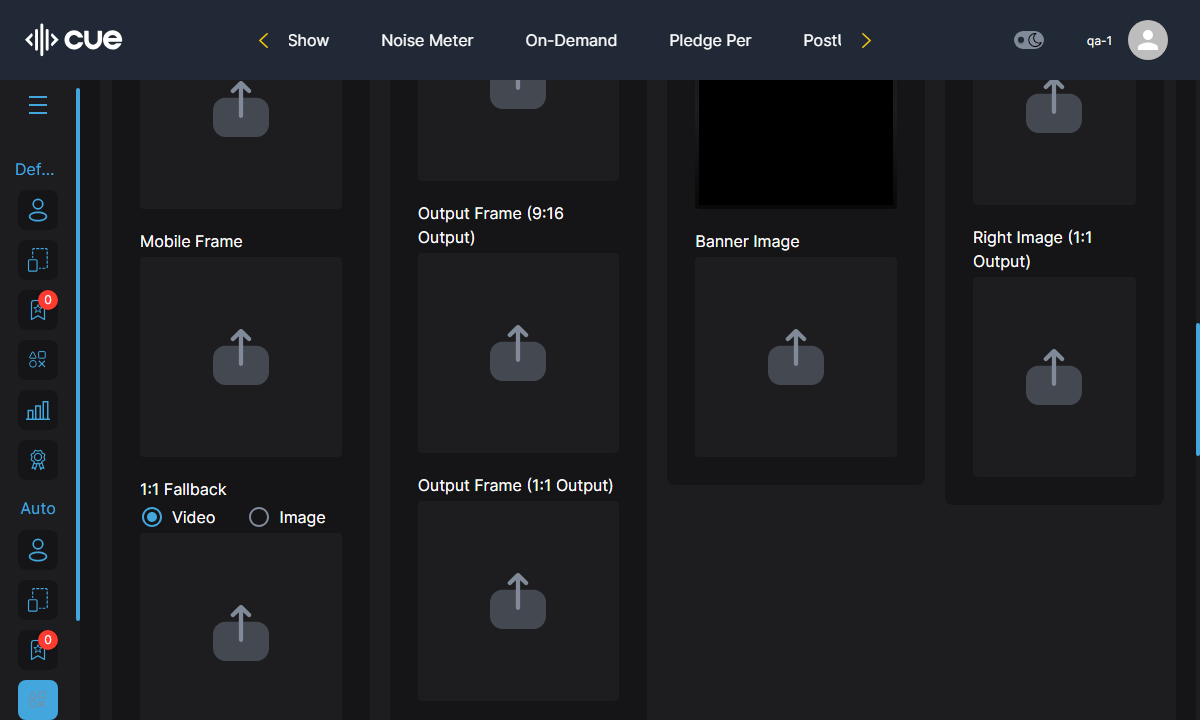 cue
Show
Noise Meter
On-Demand
Pledge Per
qa-1
Def...
0
Auto
0
Mobile Frame
1:1 Fallback
Video
Image
Output Frame (9:16
Output)
Output Frame (1:1 Output)
Banner Image
Right Image (1:1
Output)